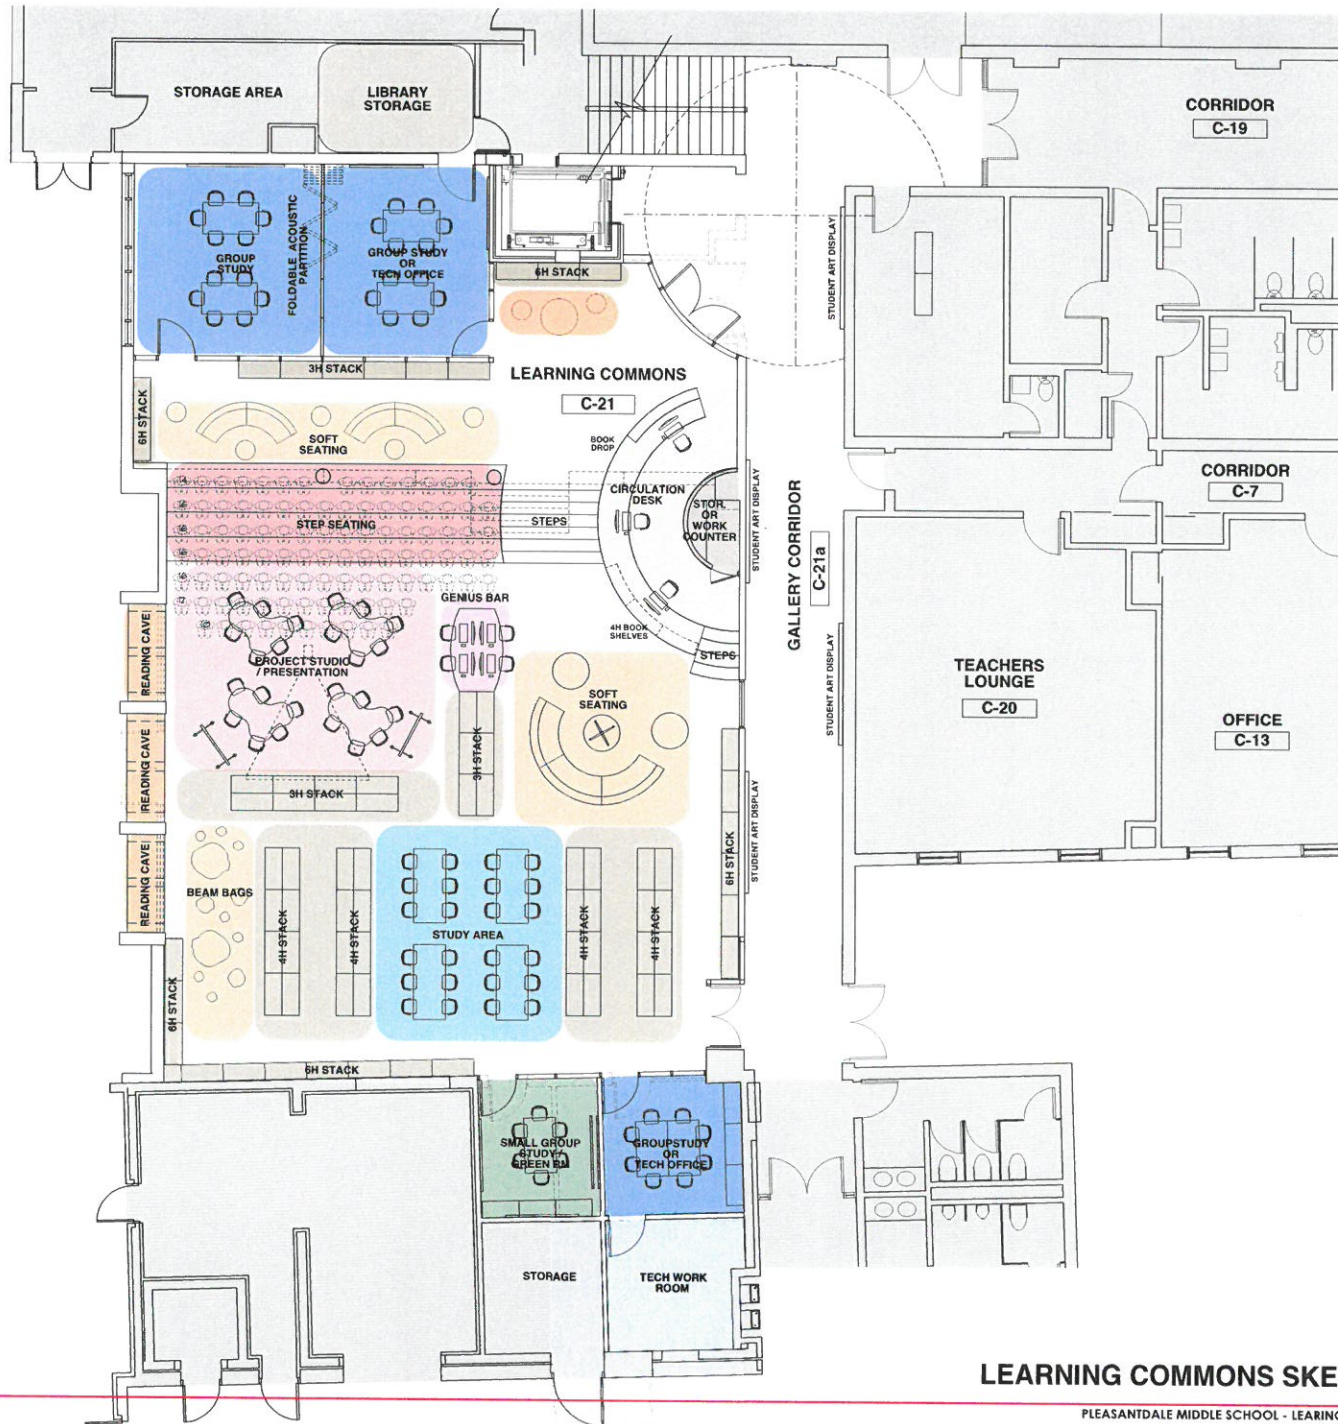 STORAGE AREA
LIBRARY
STORAGE
CORRIDOR
C-19
GROUP
STUDY
FOLDABLE ACOUSTIC
PARTITION
GROUP STUDY
OR
TECH OFFICE
6H STACK
STUDENT ART DISPLAY
3H STACK
LEARNING COMMONS
C-21
6H STACK
SOFT
SEATING
BOOK
DROP
CIRCULATION
DESK
STOR.
OR
WORK
COUNTER
STUDENT ART DISPLAY
GALLERY CORRIDOR
C-21a
CORRIDOR
C-7
STEP SEATING
STEPS
GENIUS BAR
4H BOOK
SHELVES
STEPS
READING CAVE
PROJECT STUDIO
/ PRESENTATION
SOFT
SEATING
STUDENT ART DISPLAY
TEACHERS
LOUNGE
C-20
OFFICE
C-13
READING CAVE
3H STACK
3H STACK
6H STACK
STUDENT ART DISPLAY
READING CAVE
BEAM BAGS
4H STACK
4H STACK
STUDY AREA
4H STACK
4H STACK
6H STACK
6H STACK
SMALL GROUP
STUDY /
GREEN RM
GROUPSTUDY
OR
TECH OFFICE
STORAGE
TECH WORK
ROOM
LEARNING COMMONS SKE
PLEASANTDALE MIDDLE SCHOOL - LEARING